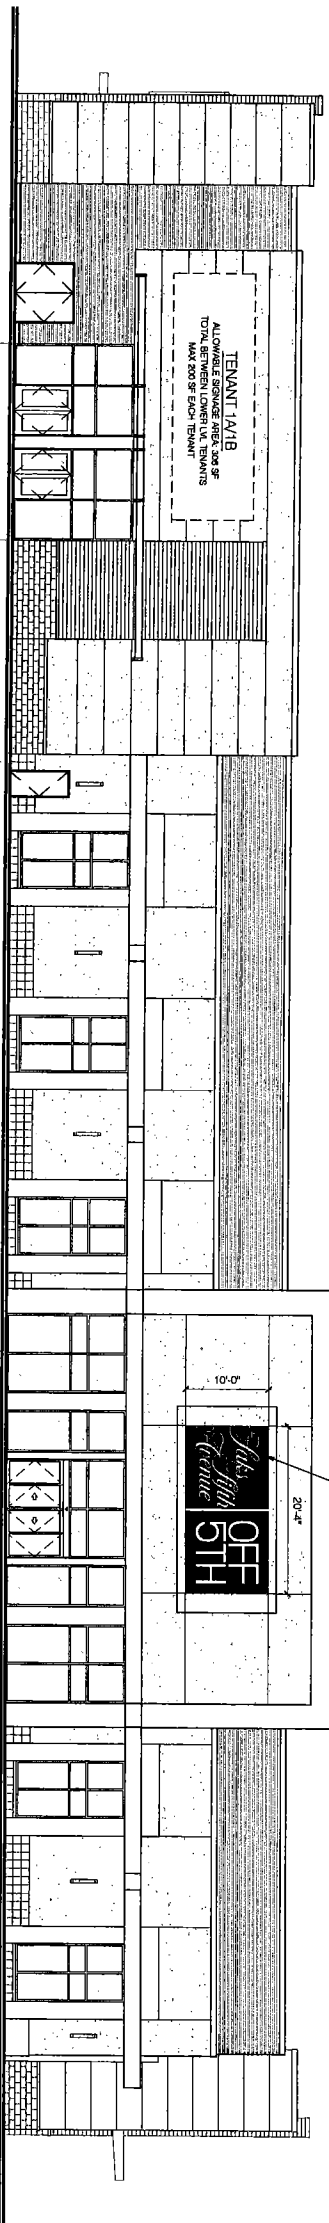 TENANT 1A/1B
ALLOWABLE SIGNAGE AREA: 306 SF
TOTAL BETWEEN LOWER LVL TENANTS
MAX 200 SF EACH TENANT
10'-0"
20'-4"
Saks Fifth
Avenue
OFF
5TH